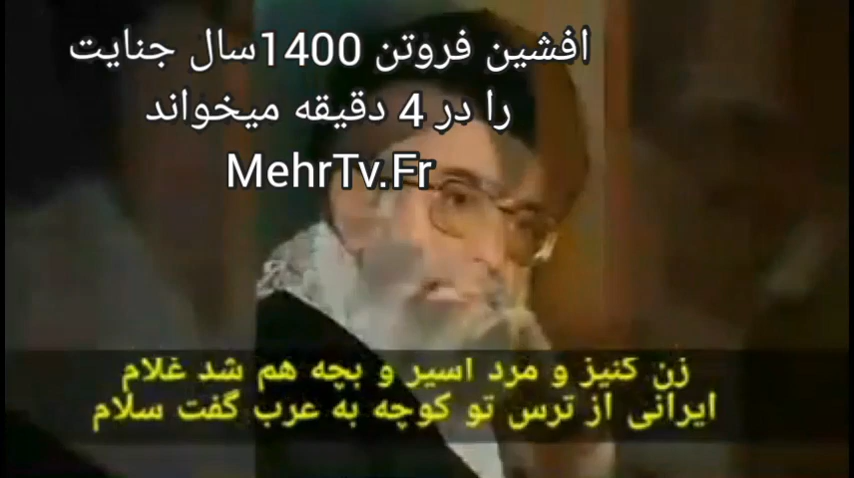 افشین فروتن 1400سال جنایت
را در 4 دقیقه میخواند
MehrTv.Fr
زن کنیز و مرد اسیر و بچه هم شد غلام
ایرانی از ترس تو کوچه به عرب گفت سلام